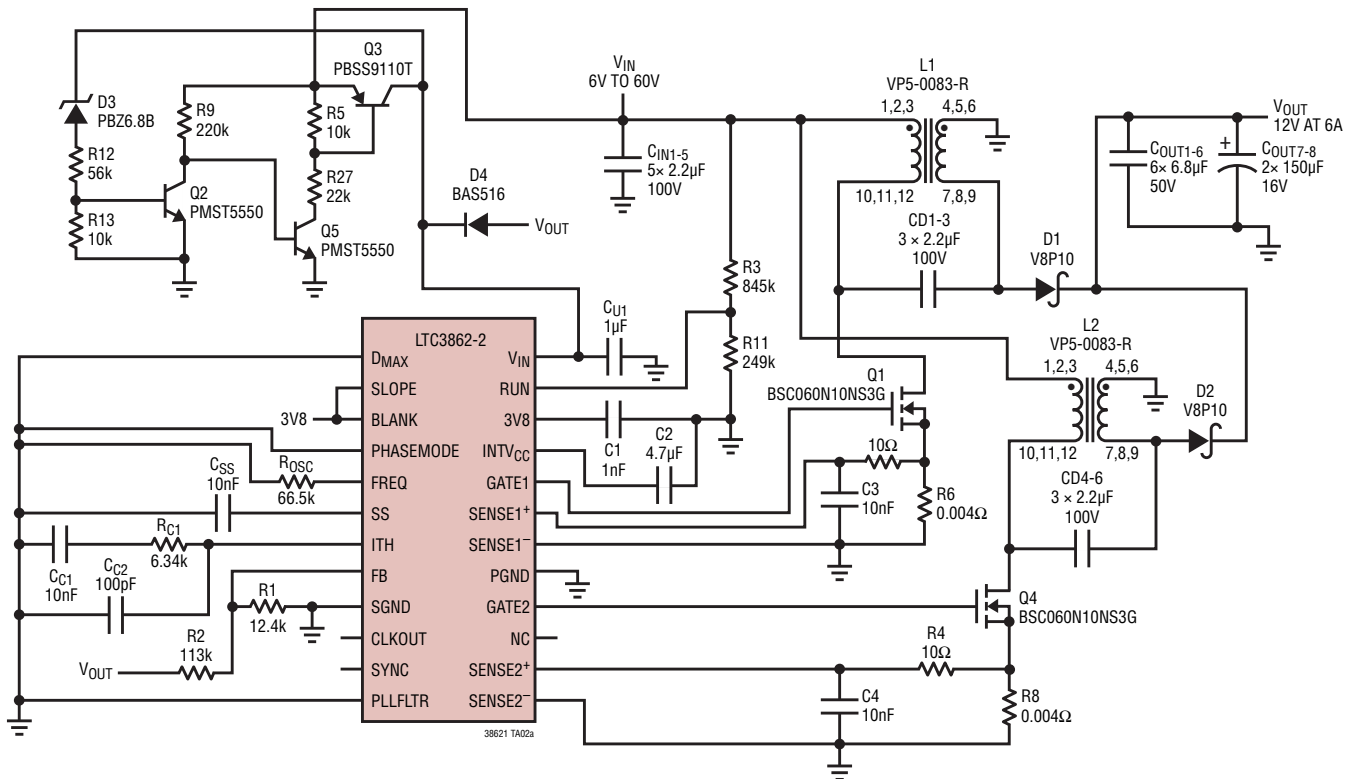 Q3
PBSS9110T
D3
PBZ6.8B
R9
220k
R5
10k
R12
56k
R27
22k
Q2
PMST5550
R13
10k
Q5
PMST5550
D4
BAS516
VOUT
VIN
6V TO 60V
CIN1-5
5× 2.2µF
100V
L1
VP5-0083-R
1,2,3
4,5,6
10,11,12
7,8,9
CD1-3
3 × 2.2µF
100V
D1
V8P10
VOUT
12V AT 6A
COUT1-6
6× 6.8µF
50V
+
COUT7-8
2× 150µF
16V
R3
845k
R11
249k
CU1
1µF
L2
VP5-0083-R
1,2,3
4,5,6
10,11,12
7,8,9
D2
V8P10
CD4-6
3 × 2.2µF
100V
Q1
BSC060N10NS3G
10Ω
C3
10nF
R6
0.004Ω
C1
1nF
C2
4.7µF
LTC3862-2
DMAX
SLOPE
BLANK
PHASEMODE
FREQ
SS
ITH
FB
SGND
CLKOUT
SYNC
PLLFLTR
VIN
RUN
3V8
INTVCC
GATE1
SENSE1+
SENSE1–
PGND
GATE2
NC
SENSE2+
SENSE2–
3V8
CSS
10nF
ROSC
66.5k
RC1
6.34k
CC1
10nF
CC2
100pF
R1
12.4k
R2
113k
VOUT
Q4
BSC060N10NS3G
R4
10Ω
C4
10nF
R8
0.004Ω
38621 TA02a